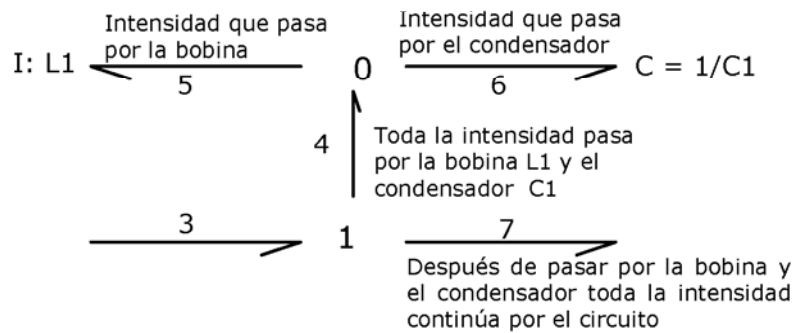 Intensidad que pasa
por la bobina
Intensidad que pasa
por el condensador
I: L1
5
0
6
C = 1/C1
4
Toda la intensidad pasa
por la bobina L1 y el
condensador C1
3
1
7
Después de pasar por la bobina y
el condensador toda la intensidad
continúa por el circuito